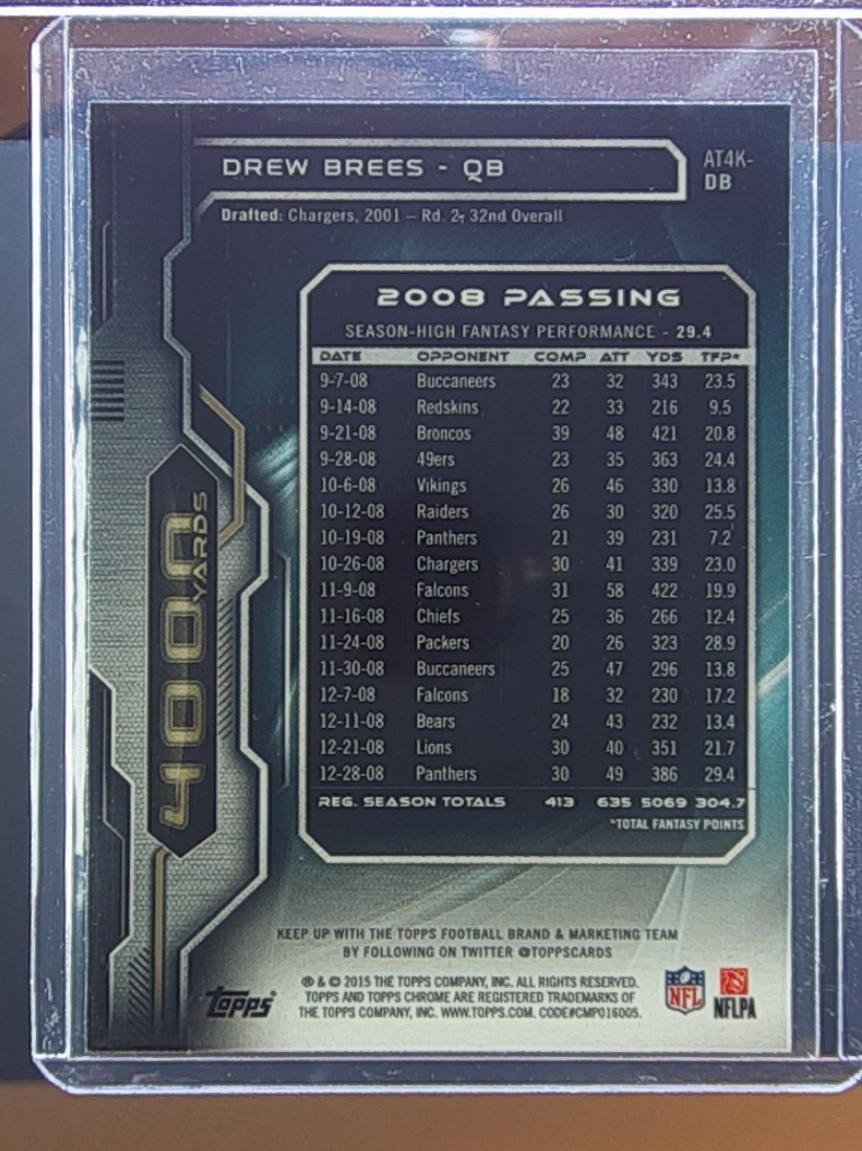 DREW BREES - QB
AT4K-
DB
Drafted: Chargers, 2001 – Rd. 2, 32nd Overall
2008 PASSING
SEASON-HIGH FANTASY PERFORMANCE - 29.4
DATE OPPONENT COMP ATT YDS TFP*
9-7-08 Buccaneers 23 32 343 23.5
9-14-08 Redskins 22 33 216 9.5
9-21-08 Broncos 39 48 421 20.8
9-28-08 49ers 23 35 363 24.4
10-6-08 Vikings 26 46 330 13.8
10-12-08 Raiders 26 30 320 25.5
10-19-08 Panthers 21 39 231 7.2
10-26-08 Chargers 30 41 339 23.0
11-9-08 Falcons 31 58 422 19.9
11-16-08 Chiefs 25 36 266 12.4
11-24-08 Packers 20 26 323 28.9
11-30-08 Buccaneers 25 47 296 13.8
12-7-08 Falcons 18 32 230 17.2
12-11-08 Bears 24 43 232 13.4
12-21-08 Lions 30 40 351 21.7
12-28-08 Panthers 30 49 386 29.4
REG. SEASON TOTALS 413 635 5069 304.7
*TOTAL FANTASY POINTS
4000
YARDS
KEEP UP WITH THE TOPPS FOOTBALL BRAND & MARKETING TEAM
BY FOLLOWING ON TWITTER @TOPPSCARDS
® & © 2015 THE TOPPS COMPANY, INC. ALL RIGHTS RESERVED.
TOPPS AND TOPPS CHROME ARE REGISTERED TRADEMARKS OF
THE TOPPS COMPANY, INC. WWW.TOPPS.COM. CODE#CMP016005.
Topps®
NFL
NFLPA